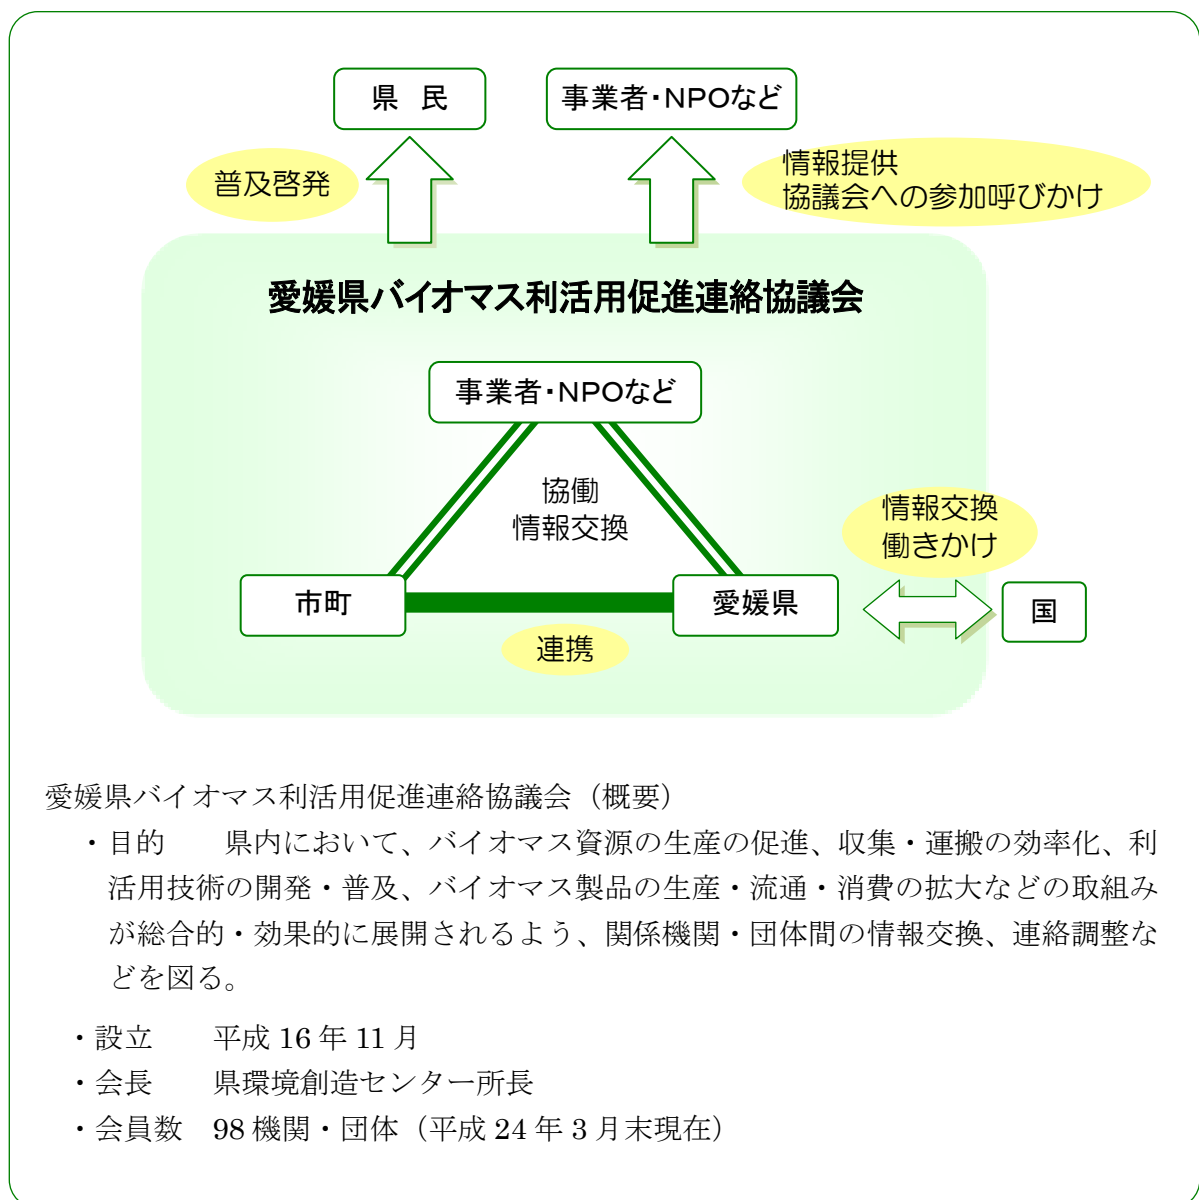 県 民
事業者・NPOなど
普及啓発
情報提供
協議会への参加呼びかけ
愛媛県バイオマス利活用促進連絡協議会
事業者・NPOなど
協働
情報交換
情報交換
働きかけ
市町
愛媛県
国
連携
愛媛県バイオマス利活用促進連絡協議会（概要）
・目的　　県内において、バイオマス資源の生産の促進、収集・運搬の効率化、利
活用技術の開発・普及、バイオマス製品の生産・流通・消費の拡大などの取組み
が総合的・効果的に展開されるよう、関係機関・団体間の情報交換、連絡調整な
どを図る。
・設立　　平成 16 年 11 月
・会長　　県環境創造センター所長
・会員数　98 機関・団体（平成 24 年 3 月末現在）